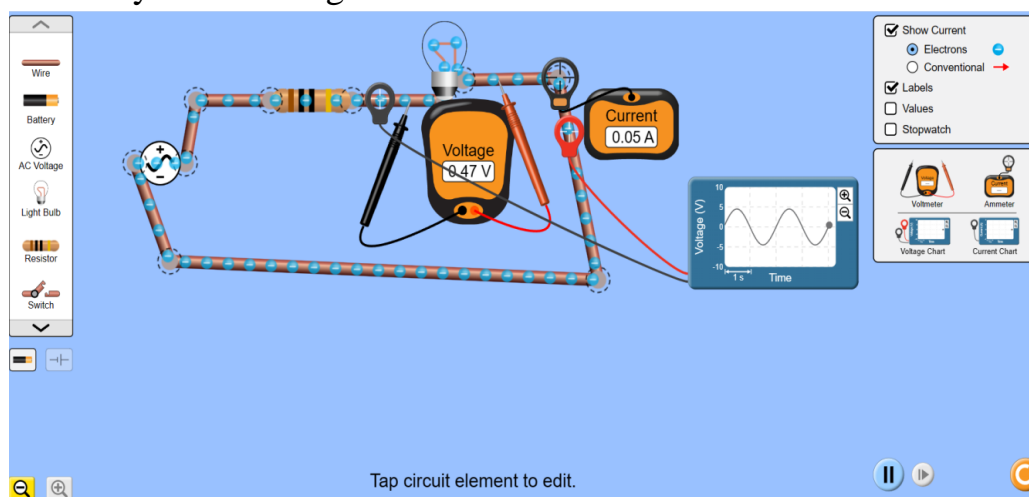 Wire
Battery
AC Voltage
Light Bulb
Resistor
Switch
Voltage
0.47 V
Current
0.05 A
Voltage (V)
10
5
0
-5
-10
1 s
Time
Show Current
Electrons
Conventional
Labels
Values
Stopwatch
Voltmeter
Ammeter
Voltage Chart
Current Chart
Tap circuit element to edit.